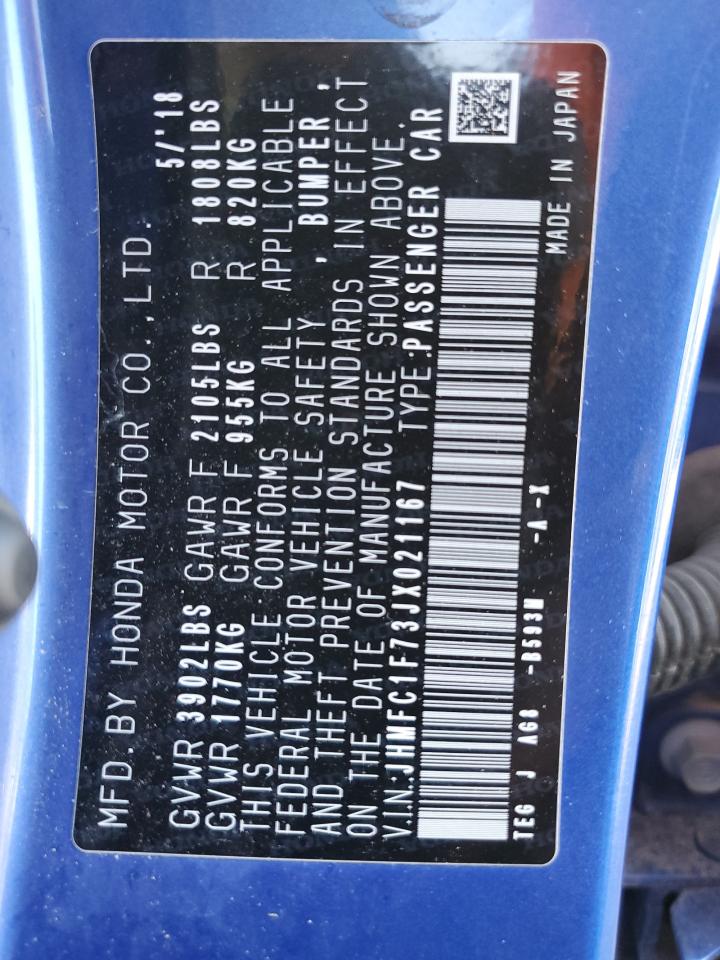 MFD. BY HONDA MOTOR CO., LTD. 5/'18
GVWR 3902LBS GAWR F 2105LBS R 1808LBS
GVWR 1770KG GAWR F 955KG R 820KG
THIS VEHICLE CONFORMS TO ALL APPLICABLE
FEDERAL MOTOR VEHICLE SAFETY, BUMPER,
AND THEFT PREVENTION STANDARDS IN EFFECT
ON THE DATE OF MANUFACTURE SHOWN ABOVE.
V.I.N:JHMFC1F73JX021167 TYPE:PASSENGER CAR
TEG J AG8 -B593M -A-X MADE IN JAPAN